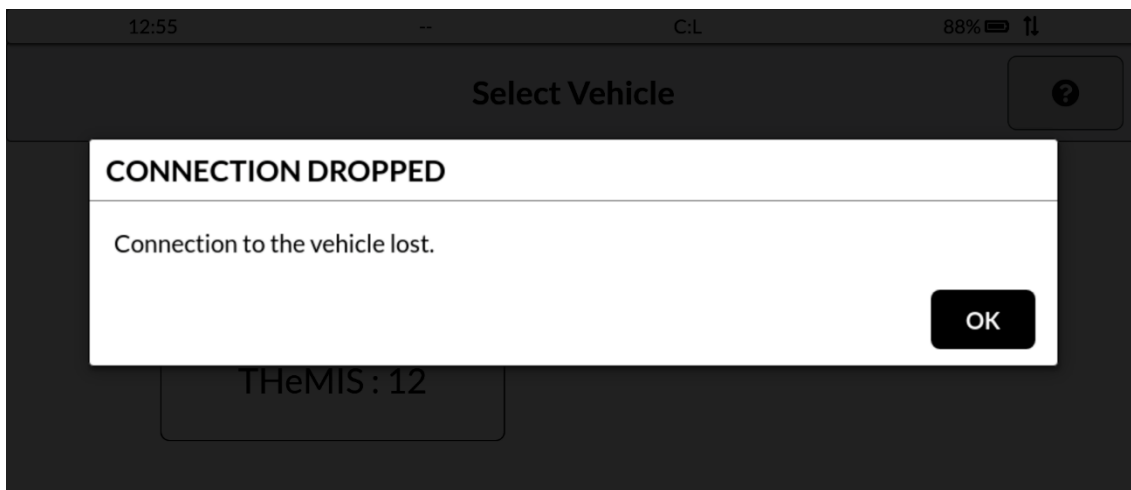 12:55 -- C:L 88%
Select Vehicle
CONNECTION DROPPED
Connection to the vehicle lost.
OK
THeMIS : 12